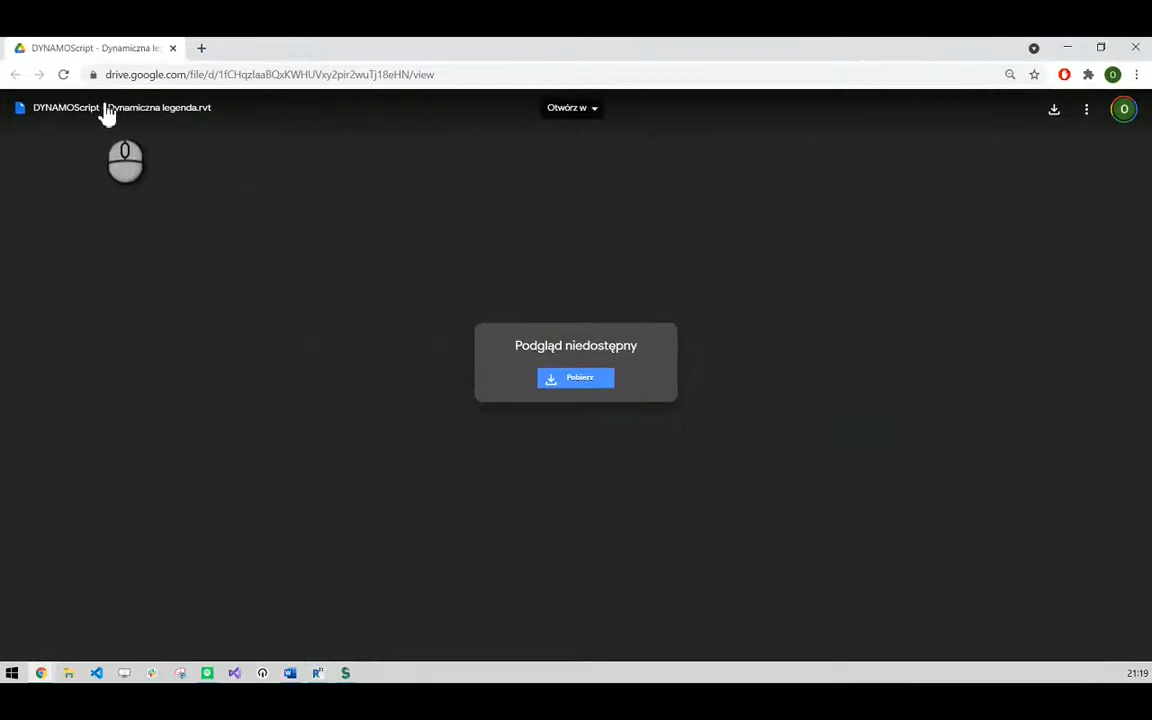 DYNAMOScript - Dynamiczna le
drive.google.com/file/d/1fCHqzlaaBQxKWHUVxy2pir2wuTj18eHN/view
DYNAMOScript Dynamiczna legenda.rvt
Otwórz w
O
Podgląd niedostępny
Pobierz
21:19